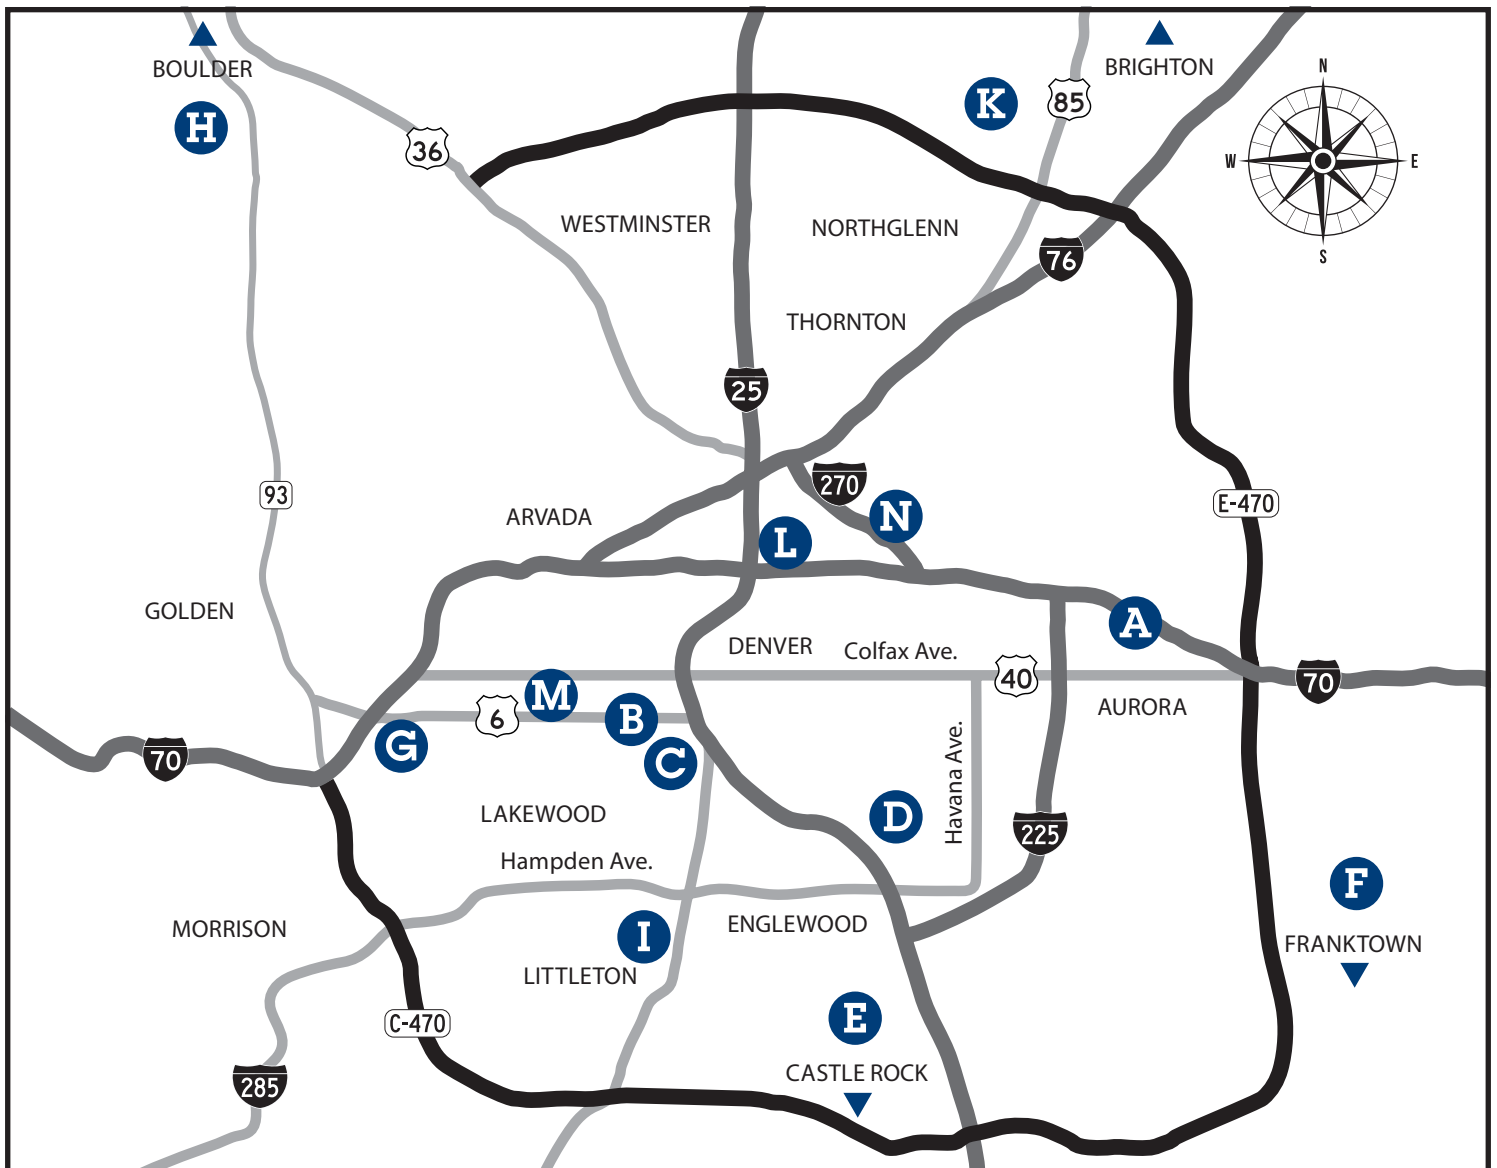 BOULDER
BRIGHTON
N
H
K
85
W
E
36
S
WESTMINSTER
NORTHGLENN
76
THORNTON
25
270
93
E-470
ARVADA
N
L
GOLDEN
A
DENVER
Colfax Ave.
40
70
M
AURORA
6
B
G
70
C
Havana Ave.
LAKEWOOD
D
225
Hampden Ave.
F
MORRISON
ENGLEWOOD
I
FRANKTOWN
LITTLETON
E
C-470
CASTLE ROCK
285